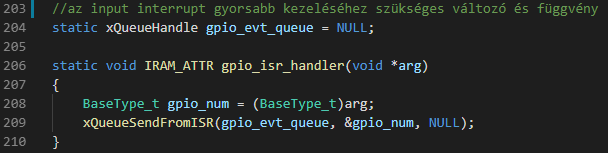 203 //az input interrupt gyorsabb kezeléséhez szükséges változó és függvény
204 static xQueueHandle gpio_evt_queue = NULL;
205
206 static void IRAM_ATTR gpio_isr_handler(void *arg)
207 {
208     BaseType_t gpio_num = (BaseType_t)arg;
209     xQueueSendFromISR(gpio_evt_queue, &gpio_num, NULL);
210 }